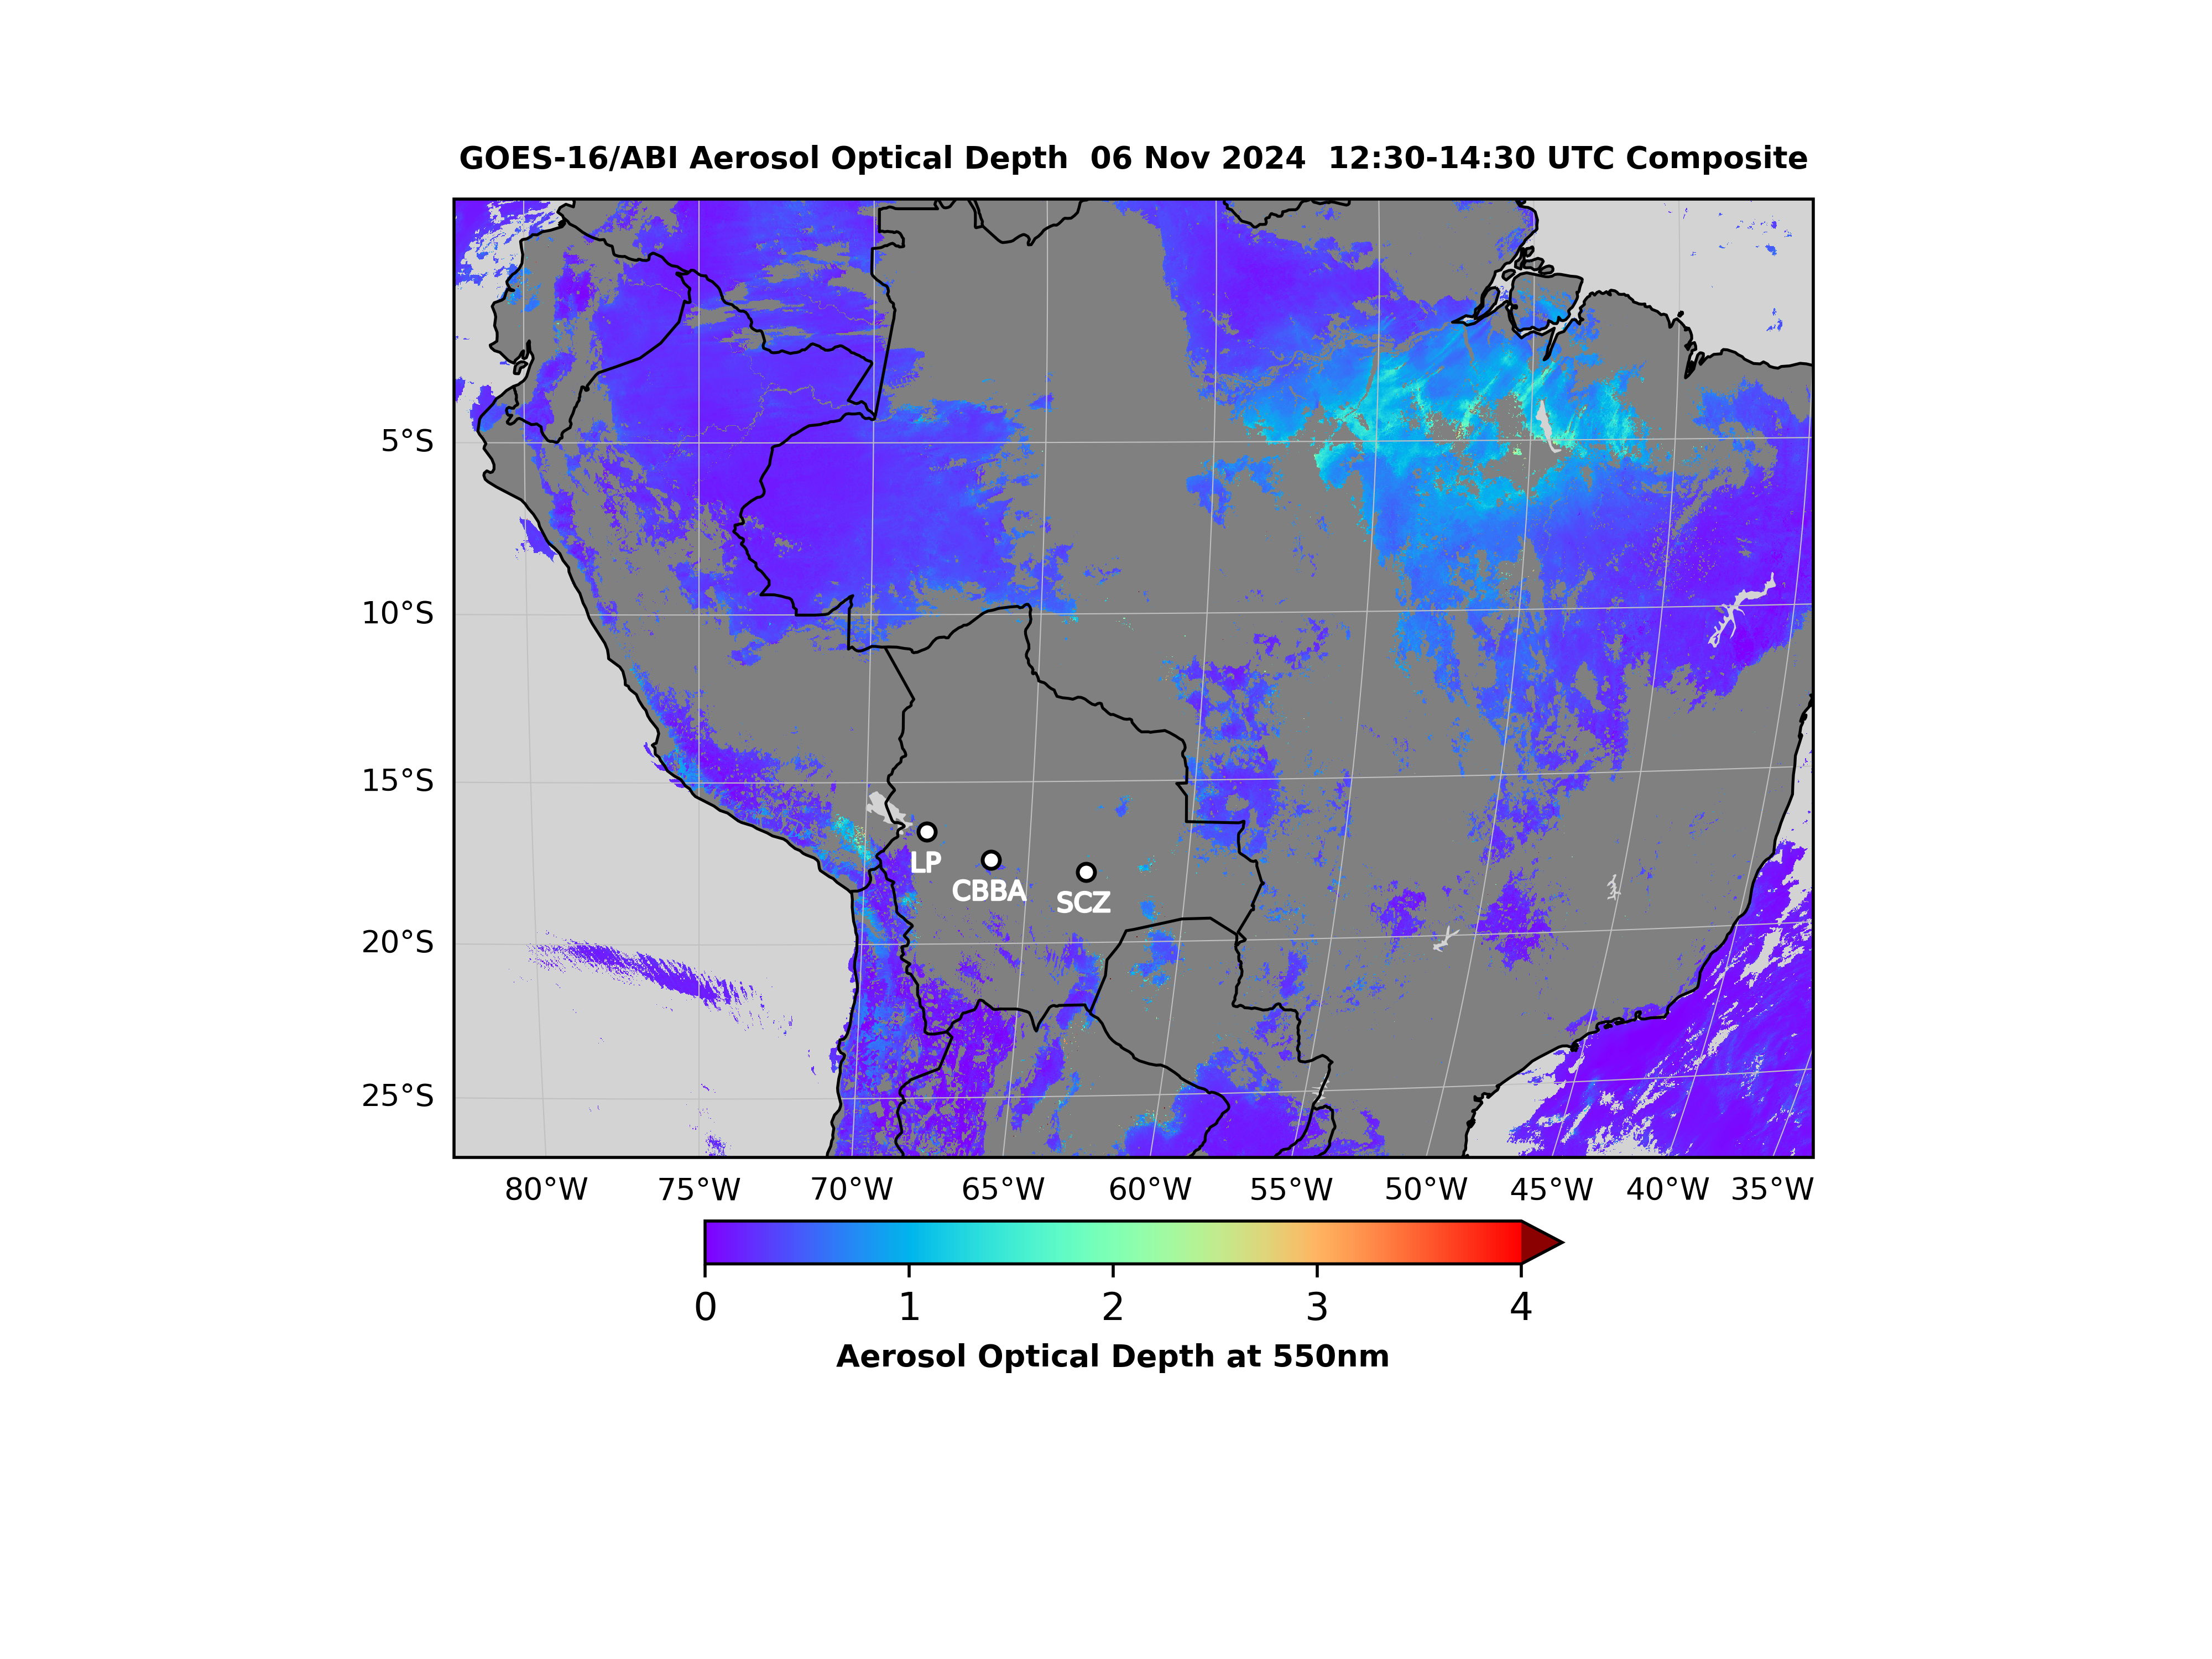 GOES-16/ABI Aerosol Optical Depth  06 Nov 2024  12:30-14:30 UTC Composite
5°S
10°S
15°S
LP
CBBA
SCZ
20°S
25°S
80°W 75°W 70°W 65°W 60°W 55°W 50°W 45°W 40°W 35°W
0 1 2 3 4
Aerosol Optical Depth at 550nm